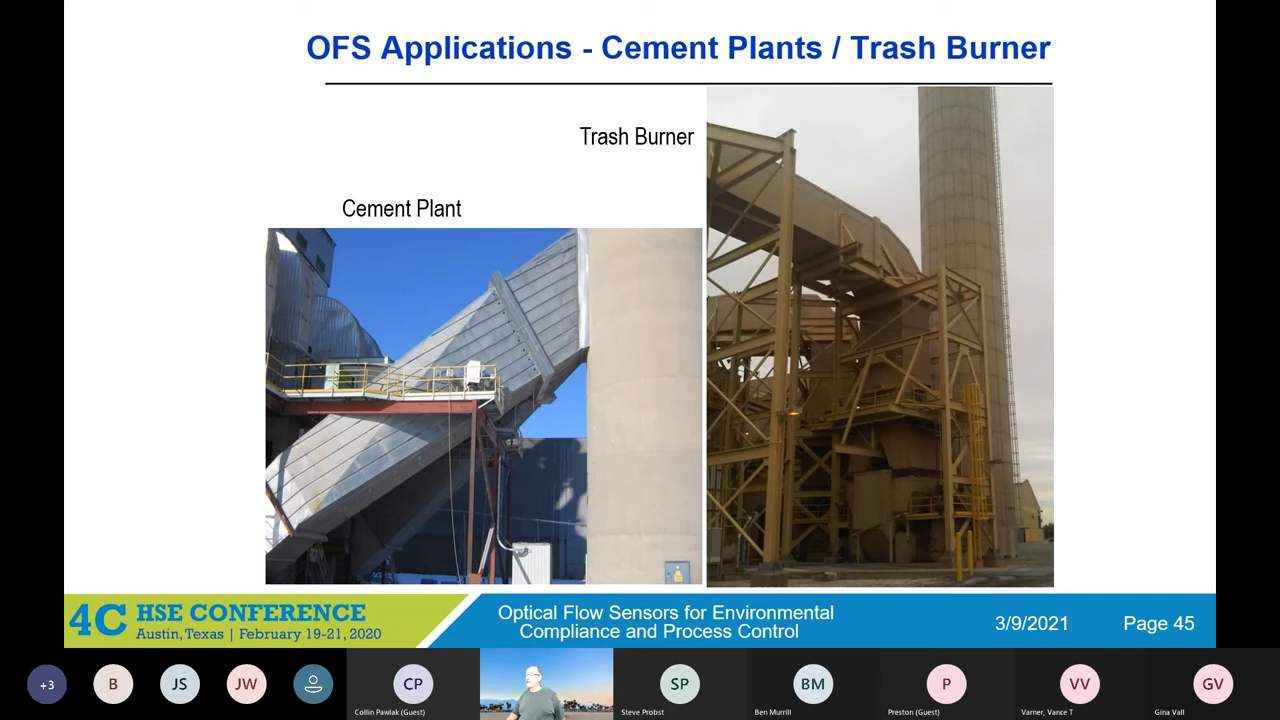 OFS Applications - Cement Plants / Trash Burner
Trash Burner
Cement Plant
4C HSE CONFERENCE
Austin, Texas | February 19-21, 2020
Optical Flow Sensors for Environmental
Compliance and Process Control
3/9/2021
Page 45
+3
B
JS
JW
CP
Collin Pawlak (Guest)
SP
Steve Probst
BM
Ben Murrill
P
Preston (Guest)
VV
Varner, Vance T
GV
Gina Vall